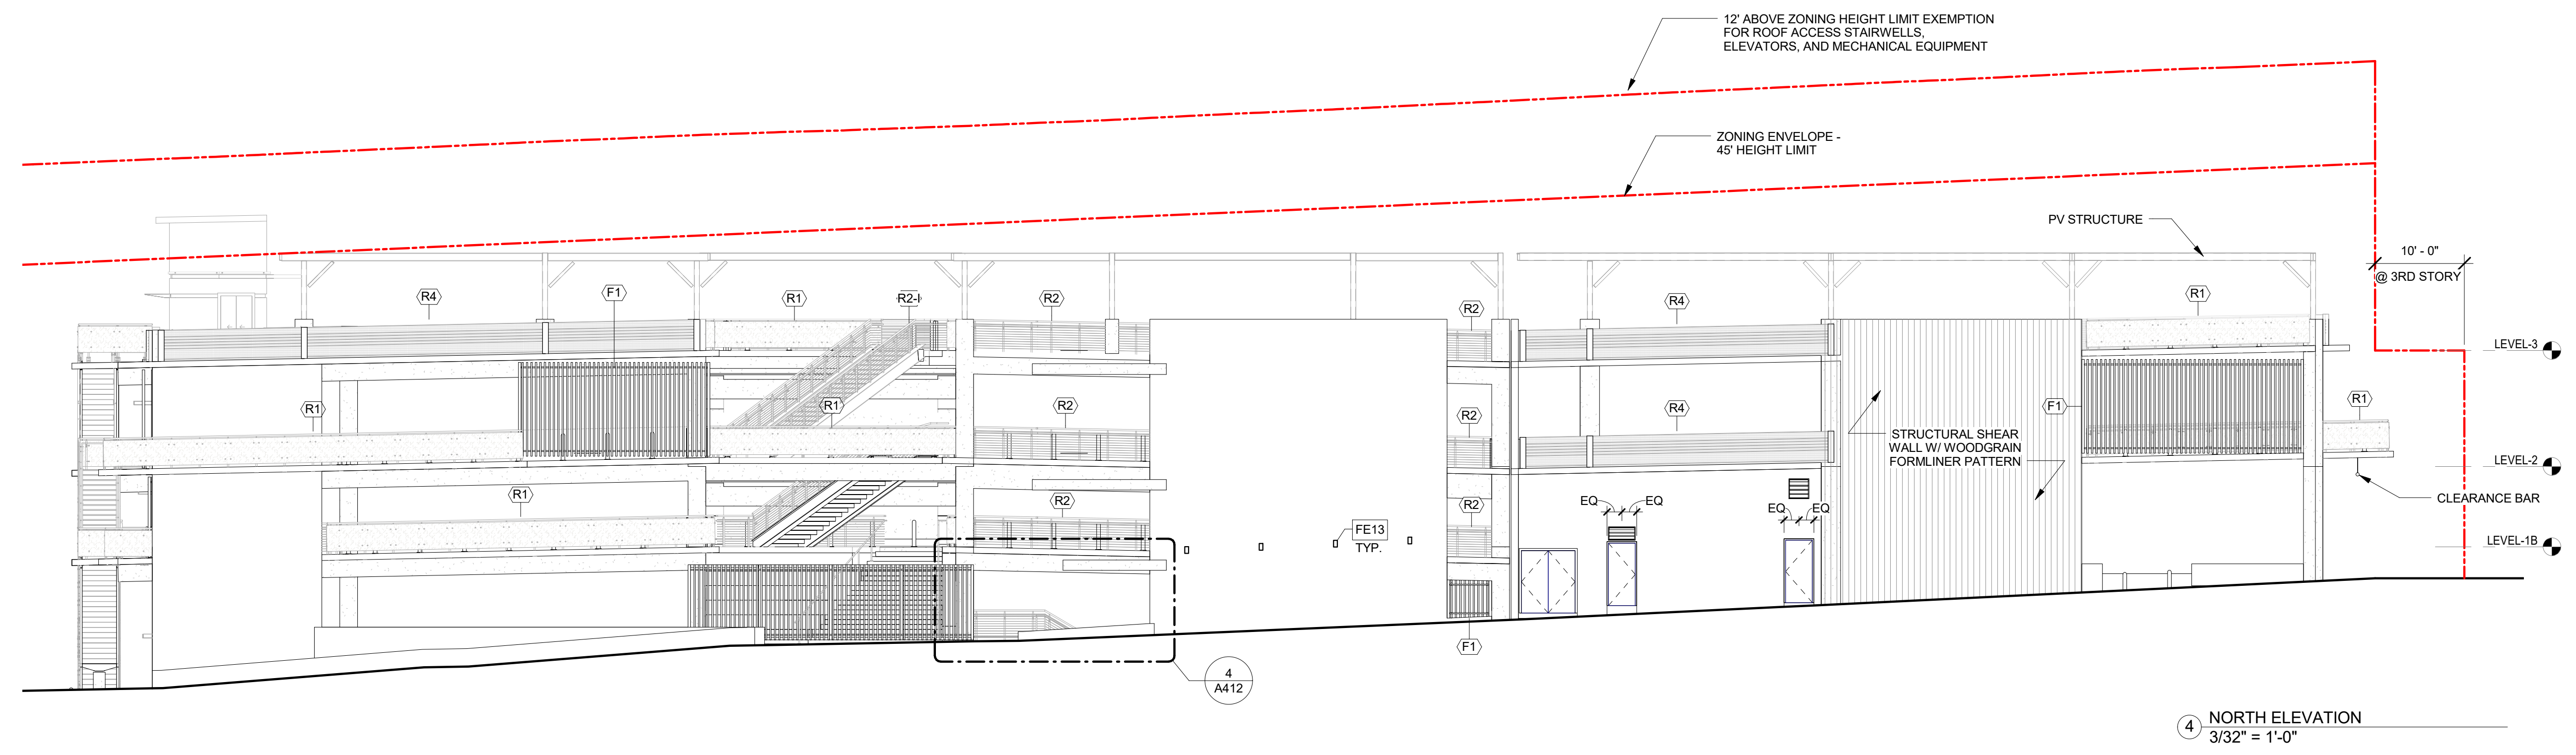 12' ABOVE ZONING HEIGHT LIMIT EXEMPTION
FOR ROOF ACCESS STAIRWELLS,
ELEVATORS, AND MECHANICAL EQUIPMENT
ZONING ENVELOPE -
45' HEIGHT LIMIT
PV STRUCTURE
10' - 0"
@ 3RD STORY
R4
F1
R1
R2-I
R2
R2
R4
R1
LEVEL-3
R1
R1
R2
R2
R4
F1
R1
STRUCTURAL SHEAR
WALL W/ WOODGRAIN
FORMLINER PATTERN
LEVEL-2
R1
R2
R2
EQ
EQ
EQ
EQ
CLEARANCE BAR
FE13
TYP.
LEVEL-1B
F1
4
A412
4
NORTH ELEVATION
3/32" = 1'-0"